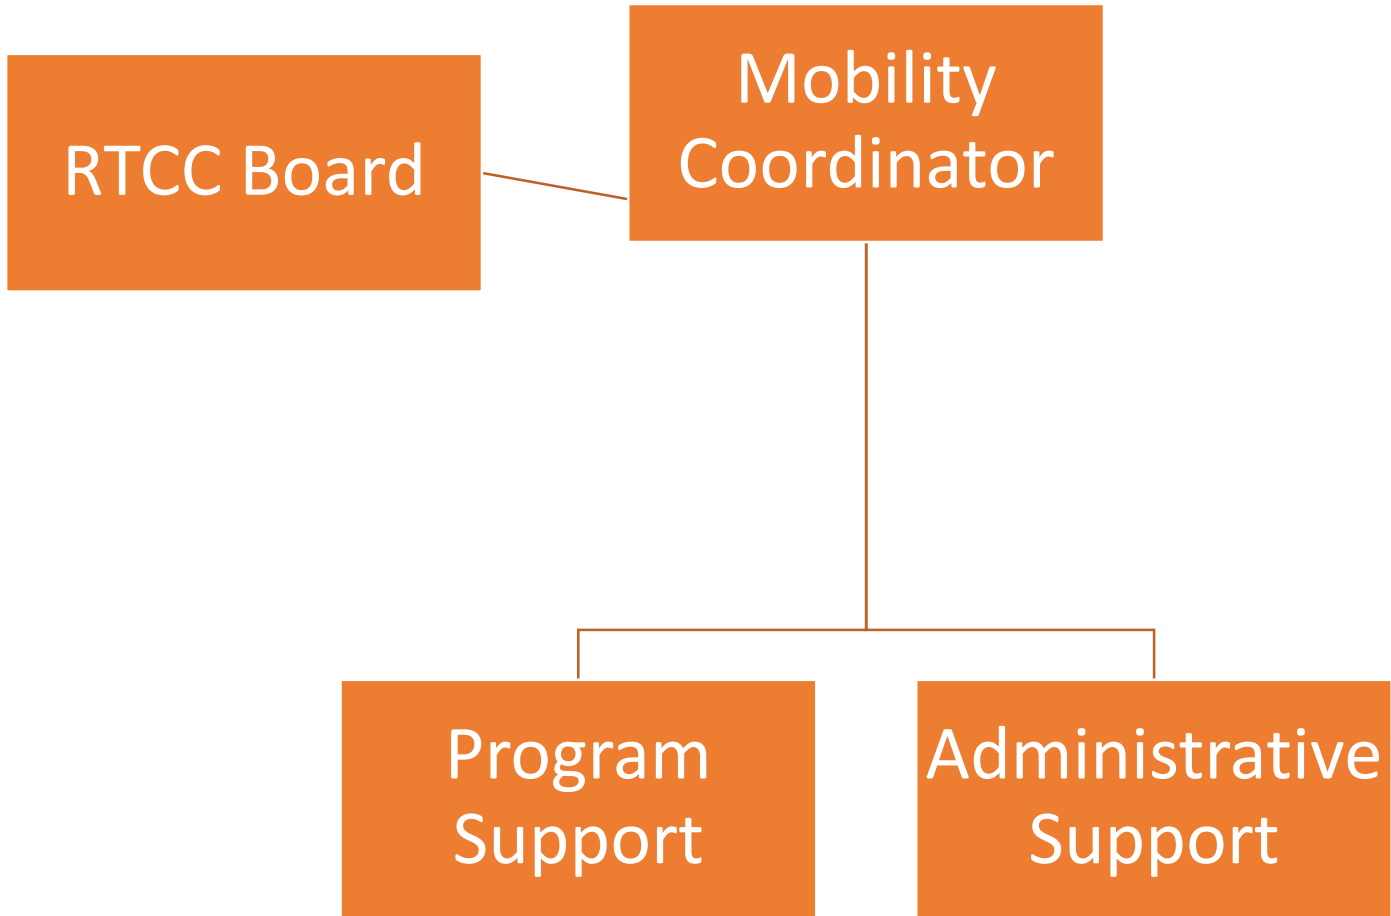 RTCC Board
Mobility
Coordinator
Program
Support
Administrative
Support